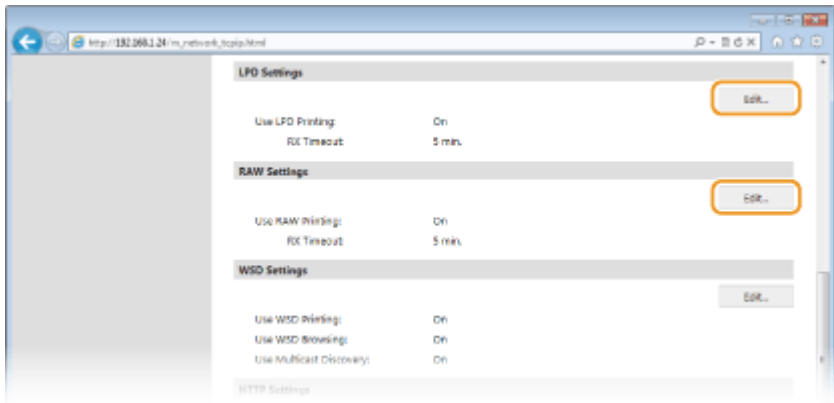 http://192.168.1.24/m_network_tcpip.html
LPD Settings
Edit...
Use LPD Printing: On
RX Timeout: 5 min.
RAW Settings
Edit...
Use RAW Printing: On
RX Timeout: 5 min.
WSD Settings
Edit...
Use WSD Printing: On
Use WSD Browsing: On
Use Multicast Discovery: On
HTTP Settings